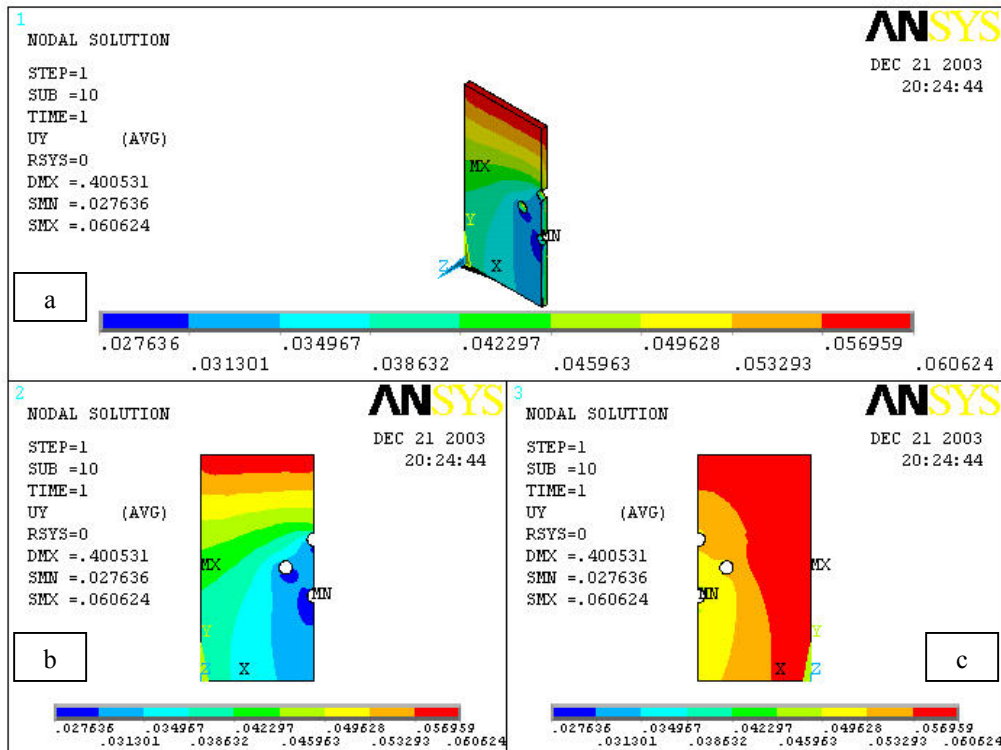 1
ANSYS
NODAL SOLUTION
DEC 21 2003
20:24:44
STEP=1
SUB =10
TIME=1
UY (AVG)
RSYS=0
DMX =.400531
SMN =.027636
SMX =.060624
MX
MN
Y
Z
X
a
.027636 .034967 .042297 .049628 .056959
.031301 .038632 .045963 .053293 .060624
2
ANSYS
NODAL SOLUTION
DEC 21 2003
20:24:44
STEP=1
SUB =10
TIME=1
UY (AVG)
RSYS=0
DMX =.400531
SMN =.027636
SMX =.060624
MX
MN
Y
Z
X
b
.027636 .034967 .042297 .049628 .056959
.031301 .038632 .045963 .053293 .060624
3
ANSYS
NODAL SOLUTION
DEC 21 2003
20:24:44
STEP=1
SUB =10
TIME=1
UY (AVG)
RSYS=0
DMX =.400531
SMN =.027636
SMX =.060624
MX
MN
Y
X
Z
c
.027636 .034967 .042297 .049628 .056959
.031301 .038632 .045963 .053293 .060624